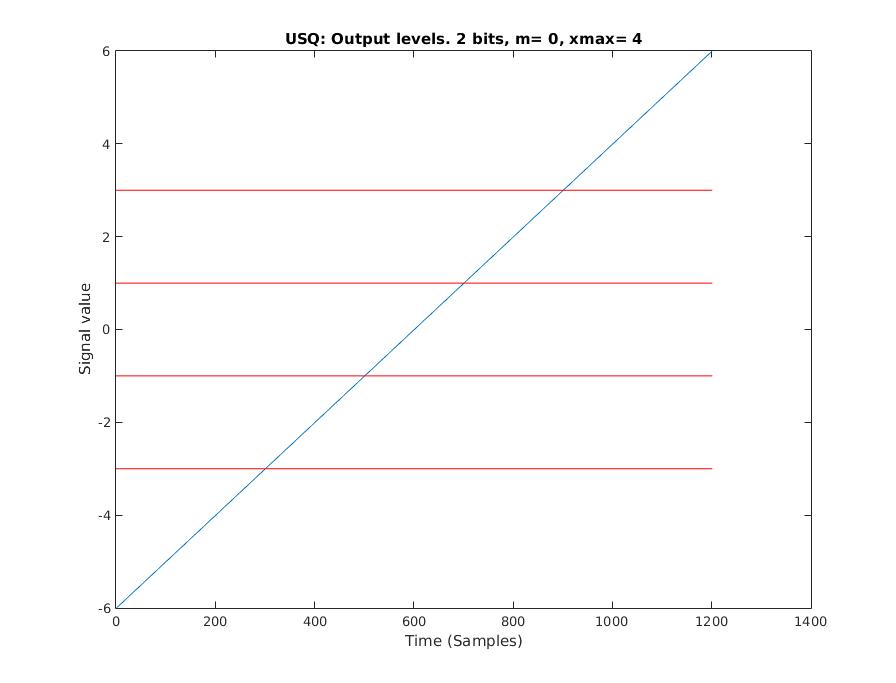 USQ: Output levels. 2 bits, m= 0, xmax= 4
6
4
2
0
-2
-4
-6
Signal value
0 200 400 600 800 1000 1200 1400
Time (Samples)